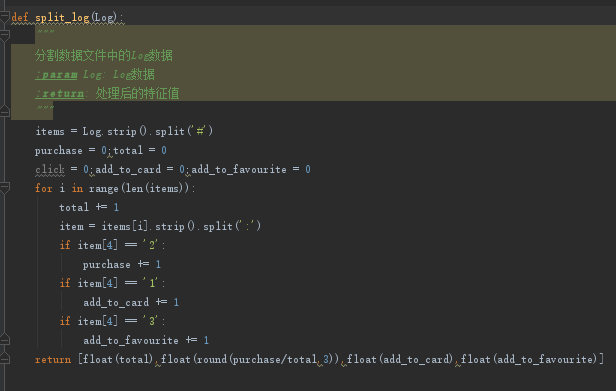 def split_log(Log):
"""
分割数据文件中的Log数据
:param Log: Log数据
:return: 处理后的特征值
"""
items = Log.strip().split('#')
purchase = 0;total = 0
click = 0;add_to_card = 0;add_to_favourite = 0
for i in range(len(items)):
total += 1
item = items[i].strip().split(':')
if item[4] == '2':
purchase += 1
if item[4] == '1':
add_to_card += 1
if item[4] == '3':
add_to_favourite += 1
return [float(total),float(round(purchase/total,3)),float(add_to_card),float(add_to_favourite)]